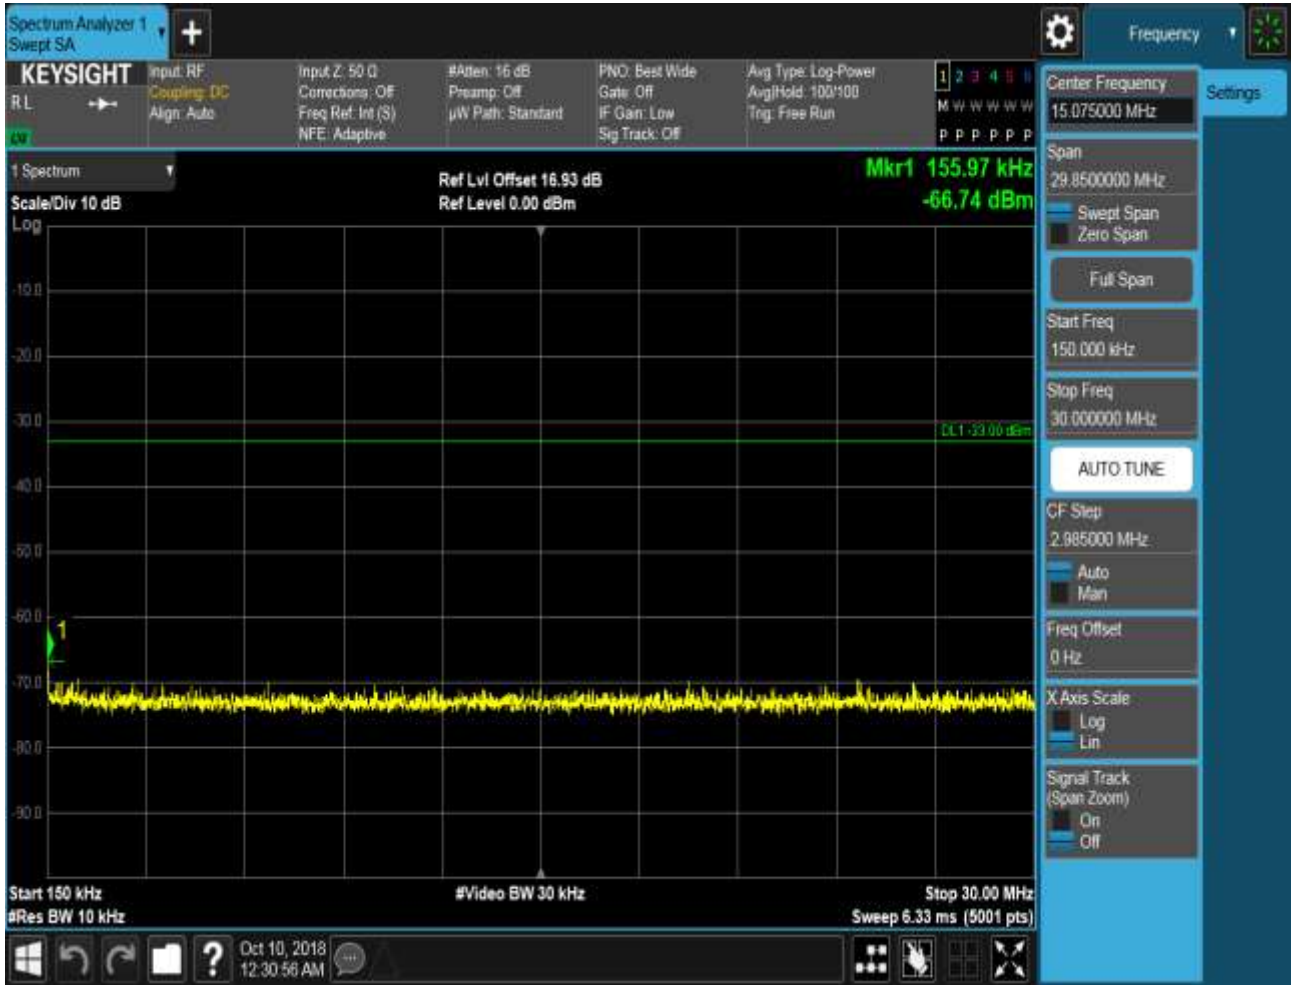 Spectrum Analyzer 1
Swept SA
Frequency
KEYSIGHT
R L
LXI
Input: RF
Coupling: DC
Align: Auto
Input Z: 50 Ω
Corrections: Off
Freq Ref: Int (S)
NFE: Adaptive
#Atten: 16 dB
Preamp: Off
µW Path: Standard
PNO: Best Wide
Gate: Off
IF Gain: Low
Sig Track: Off
Avg Type: Log-Power
Avg|Hold: 100/100
Trig: Free Run
1 2 3 4 5 6
M W W W W W
P P P P P P
1 Spectrum
Scale/Div 10 dB
Log
Ref Lvl Offset 16.93 dB
Ref Level 0.00 dBm
Mkr1 155.97 kHz
-66.74 dBm
-10.0
-20.0
-30.0
DL1 -33.00 dBm
-40.0
-50.0
-60.0
1
-70.0
-80.0
-90.0
Start 150 kHz
#Video BW 30 kHz
Stop 30.00 MHz
#Res BW 10 kHz
Sweep 6.33 ms (5001 pts)
Center Frequency
15.075000 MHz
Settings
Span
29.8500000 MHz
Swept Span
Zero Span
Full Span
Start Freq
150.000 kHz
Stop Freq
30.000000 MHz
AUTO TUNE
CF Step
2.985000 MHz
Auto
Man
Freq Offset
0 Hz
X Axis Scale
Log
Lin
Signal Track
(Span Zoom)
On
Off
?
Oct 10, 2018
12:30:56 AM